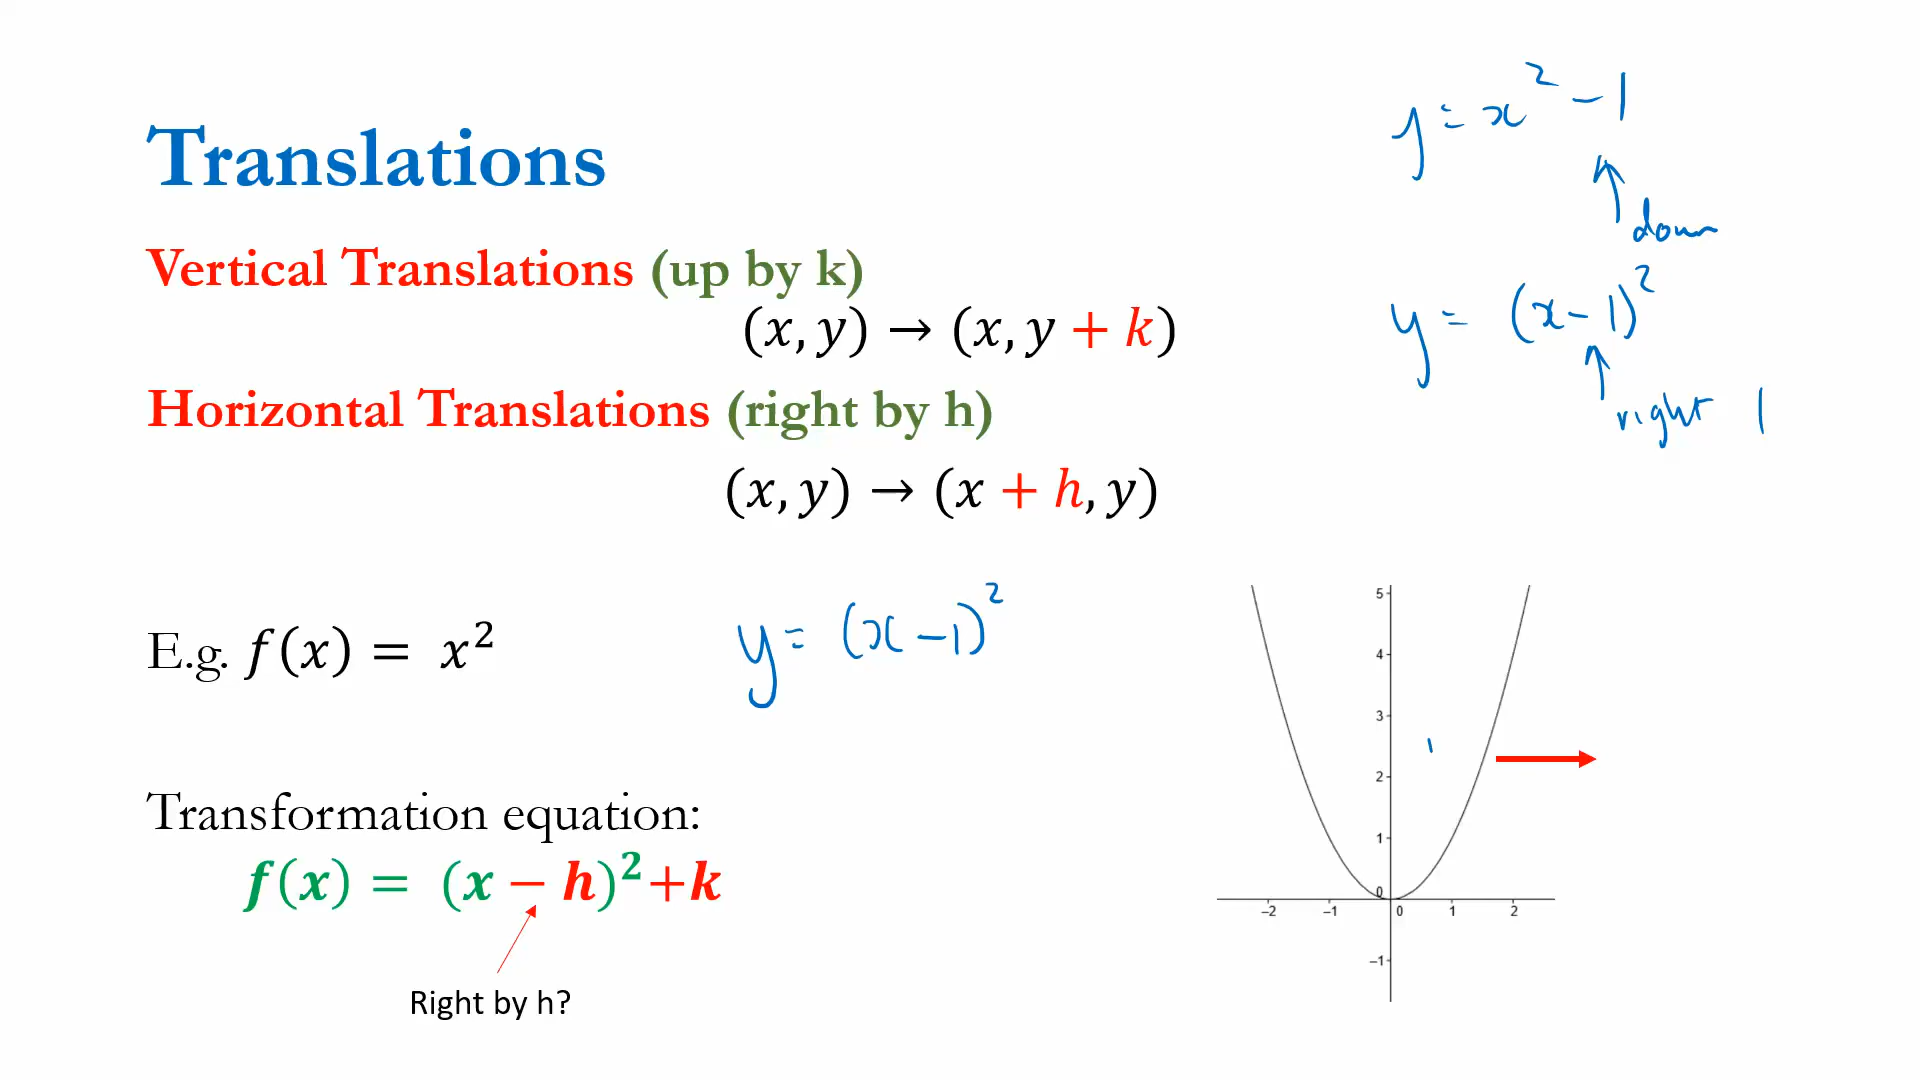 Translations
Vertical Translations (up by k)
(x, y) → (x, y + k)
Horizontal Translations (right by h)
(x, y) → (x + h, y)
y = x² − 1
down
y = (x − 1)²
right 1
E.g. f(x) = x²
y = (x − 1)²
Transformation equation:
f(x) = (x − h)²+k
Right by h?
5
4
3
2
1
0
−2 −1 0 1 2
−1